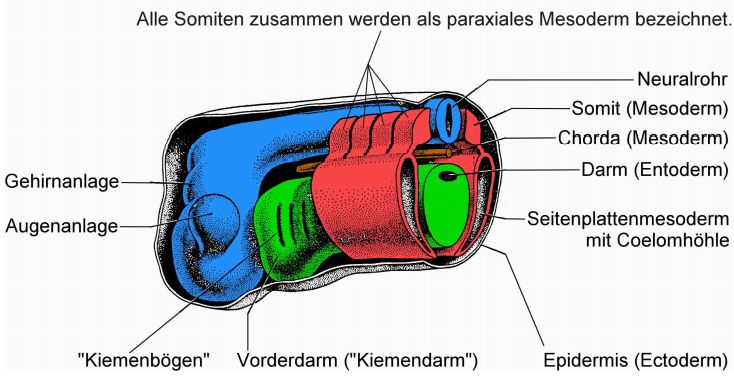 Alle Somiten zusammen werden als paraxiales Mesoderm bezeichnet.
Neuralrohr
Somit (Mesoderm)
Chorda (Mesoderm)
Darm (Entoderm)
Gehirnanlage
Augenanlage
Seitenplattenmesoderm
mit Coelomhöhle
"Kiemenbögen"
Vorderdarm ("Kiemendarm")
Epidermis (Ectoderm)